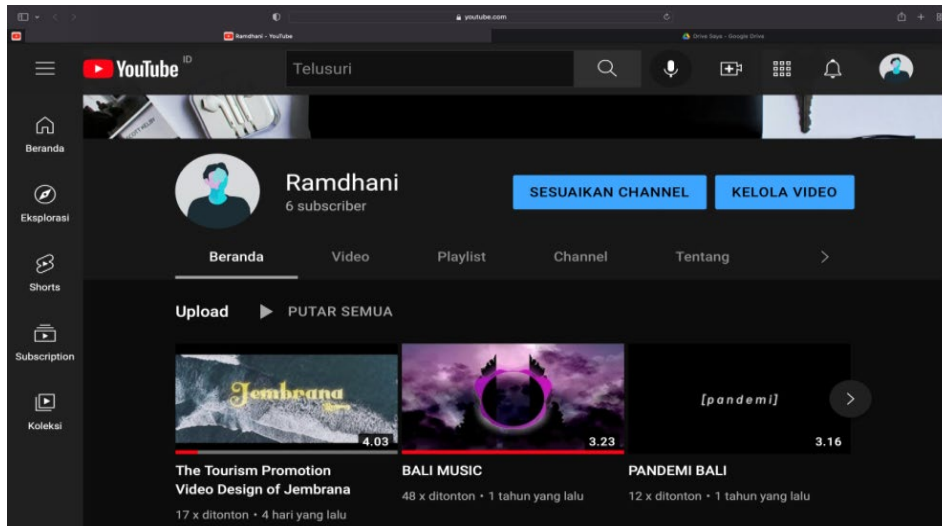 youtube.com
Ramdhani - YouTube
Drive Saya - Google Drive
YouTube ID
Telusuri
Beranda
Eksplorasi
Shorts
Subscription
Koleksi
SCOTT KELBY
Ramdhani
6 subscriber
SESUAIKAN CHANNEL
KELOLA VIDEO
Beranda Video Playlist Channel Tentang
Upload PUTAR SEMUA
Jembrana
4.03
3.23
[pandemi]
3.16
The Tourism Promotion
Video Design of Jembrana
17 x ditonton • 4 hari yang lalu
BALI MUSIC
48 x ditonton • 1 tahun yang lalu
PANDEMI BALI
12 x ditonton • 1 tahun yang lalu